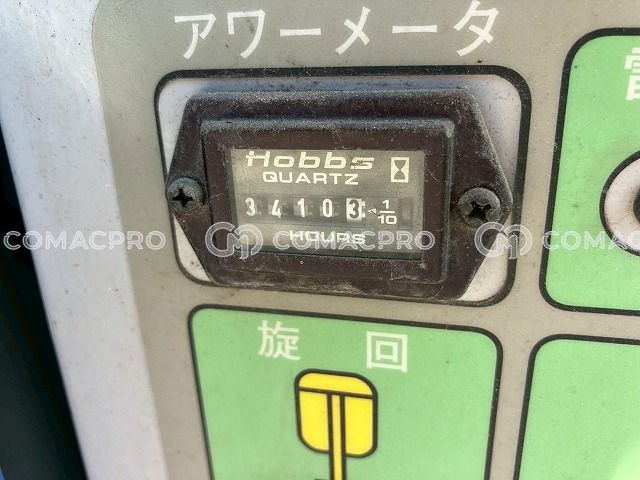 アワーメータ
Hobbs
QUARTZ
34103 1/10
HOURS
COMACPRO COMACPRO COMACPRO
旋 回